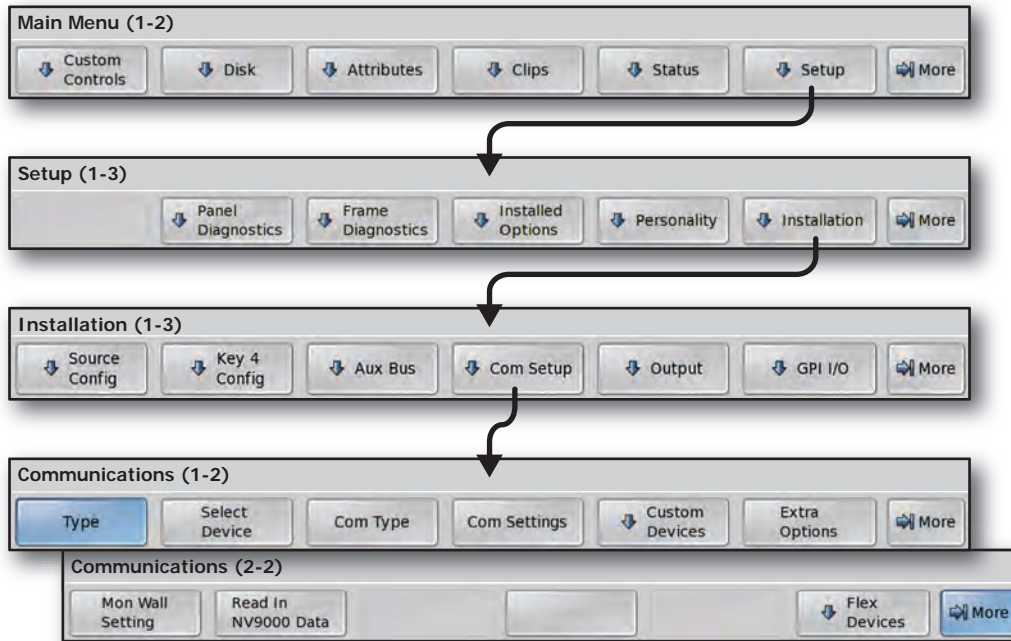 Main Menu (1-2)
Custom
Controls
Disk
Attributes
Clips
Status
Setup
More
Setup (1-3)
Panel
Diagnostics
Frame
Diagnostics
Installed
Options
Personality
Installation
More
Installation (1-3)
Source
Config
Key 4
Config
Aux Bus
Com Setup
Output
GPI I/O
More
Communications (1-2)
Type
Select
Device
Com Type
Com Settings
Custom
Devices
Extra
Options
More
Communications (2-2)
Mon Wall
Setting
Read In
NV9000 Data
Flex
Devices
More